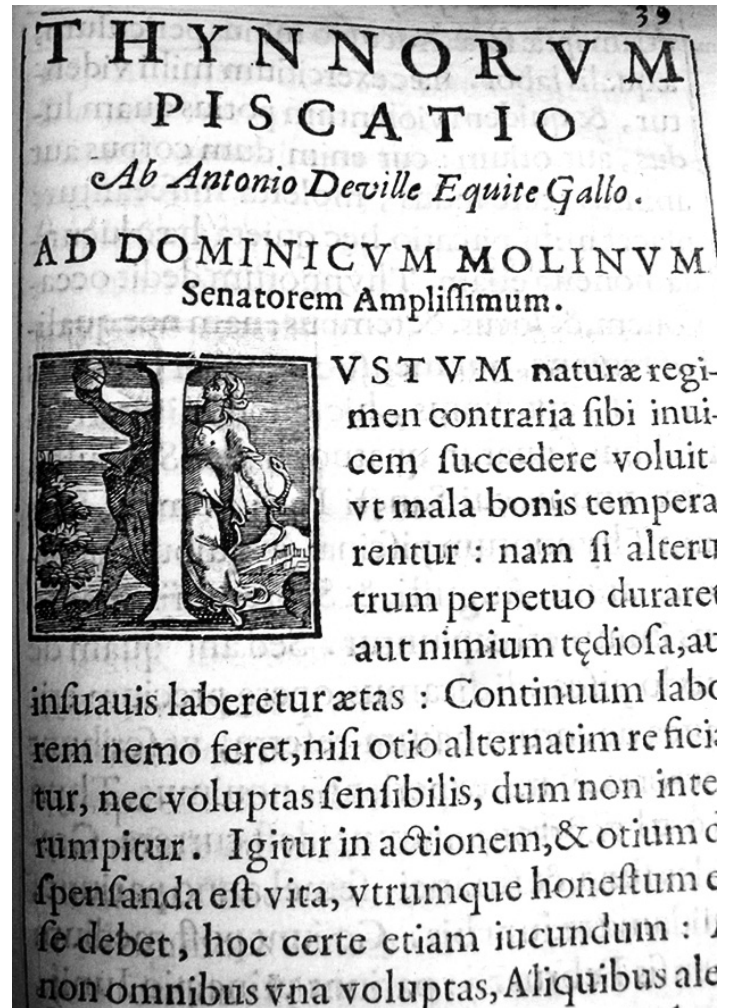 39
THYNNORVM
PISCATIO
Ab Antonio Deville Equite Gallo.
AD DOMINICVM MOLINVM
Senatorem Ampliſſimum.
IVSTVM naturæ regi-
men contraria ſibi inui-
cem ſuccedere voluit
vt mala bonis tempera
rentur : nam ſi alteru
trum perpetuo duraret
aut nimium tędioſa, au
inſuauis laberetur ætas : Continuum labo
rem nemo feret, niſi otio alternatim reficia
tur, nec voluptas ſenſibilis, dum non inte
rumpitur. Igitur in actionem, & otium d
ſpenſanda eſt vita, vtrumque honeſtum e
ſe debet, hoc certe etiam iucundum :
non omnibus vna voluptas, Aliquibus ale